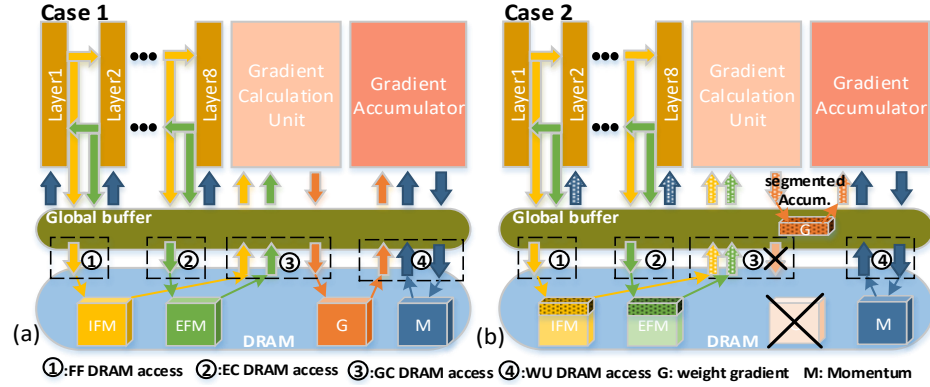 Case 1
Layer1
Layer2
Layer8
Gradient
Calculation
Unit
Gradient
Accumulator
Global buffer
①
②
③
④
IFM
EFM
G
M
DRAM
(a)
Case 2
Layer1
Layer2
Layer8
Gradient
Calculation
Unit
Gradient
Accumulator
segmented
Accum.
G
Global buffer
①
②
③
④
IFM
EFM
M
DRAM
(b)
①:FF DRAM access ②:EC DRAM access ③:GC DRAM access ④:WU DRAM access G: weight gradient M: Momentum